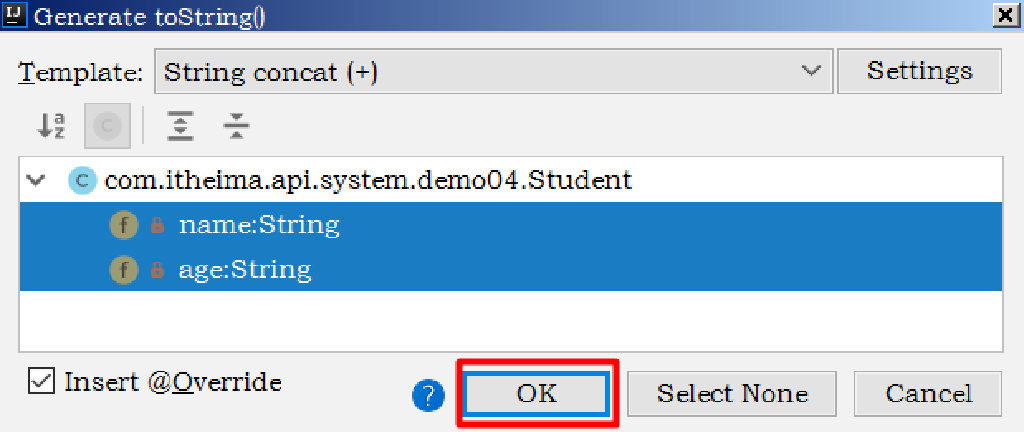 Generate toString()
Template: String concat (+) Settings
com.itheima.api.system.demo04.Student
name:String
age:String
Insert @Override
? OK Select None Cancel